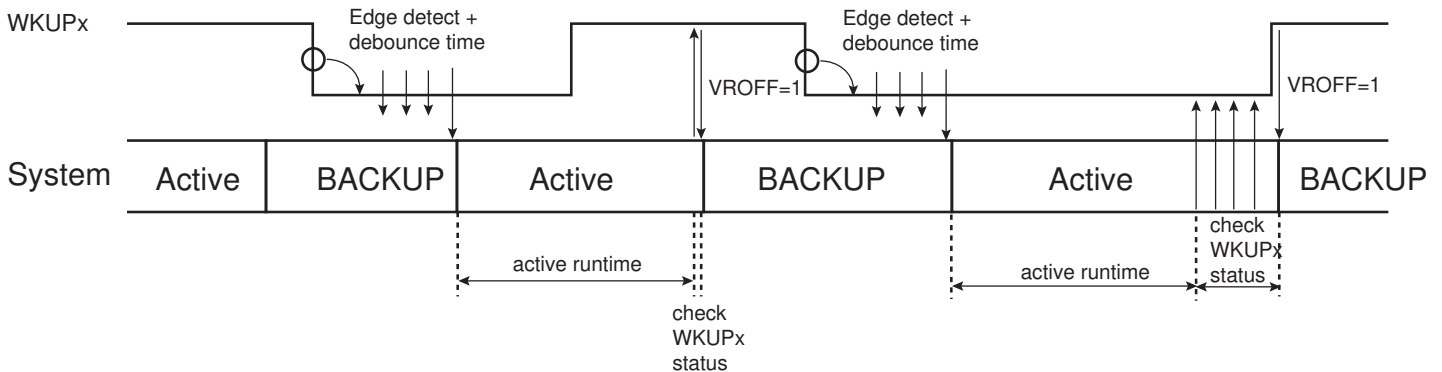 WKUPx
Edge detect +
debounce time
VROFF=1
Edge detect +
debounce time
VROFF=1
System
Active
BACKUP
Active
BACKUP
Active
BACKUP
active runtime
check
WKUPx
status
active runtime
check
WKUPx
status